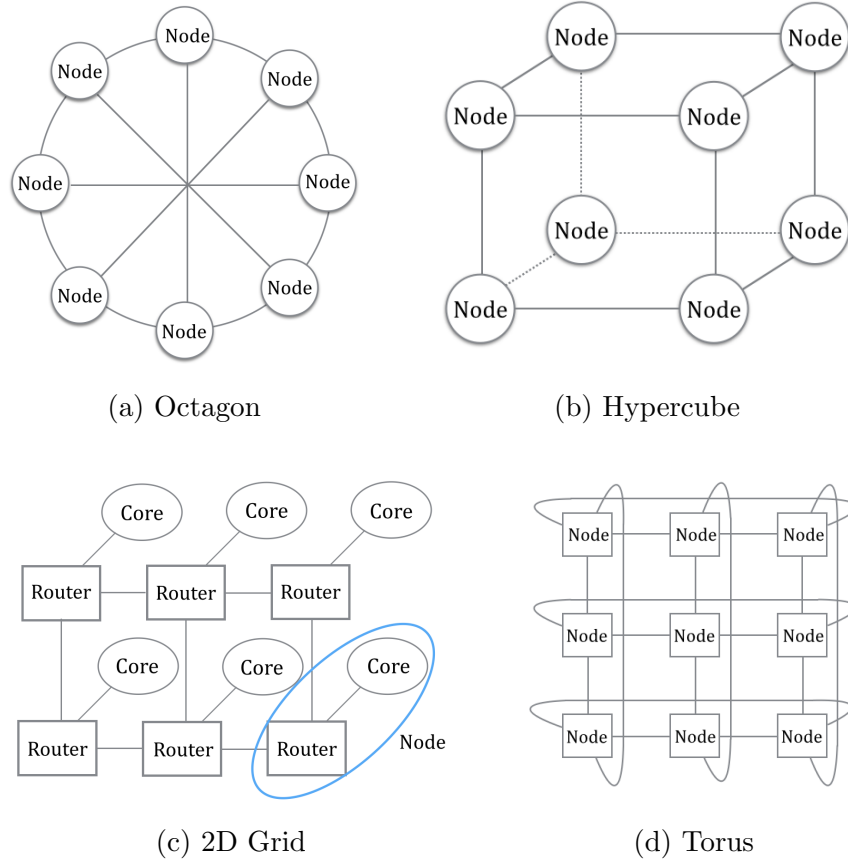 Node
Node
Node
Node
Node
Node
Node
Node
(a) Octagon
Node
Node
Node
Node
Node
Node
Node
Node
(b) Hypercube
Core
Core
Core
Router
Router
Router
Core
Core
Core
Router
Router
Router
Node
(c) 2D Grid
Node
Node
Node
Node
Node
Node
Node
Node
Node
(d) Torus